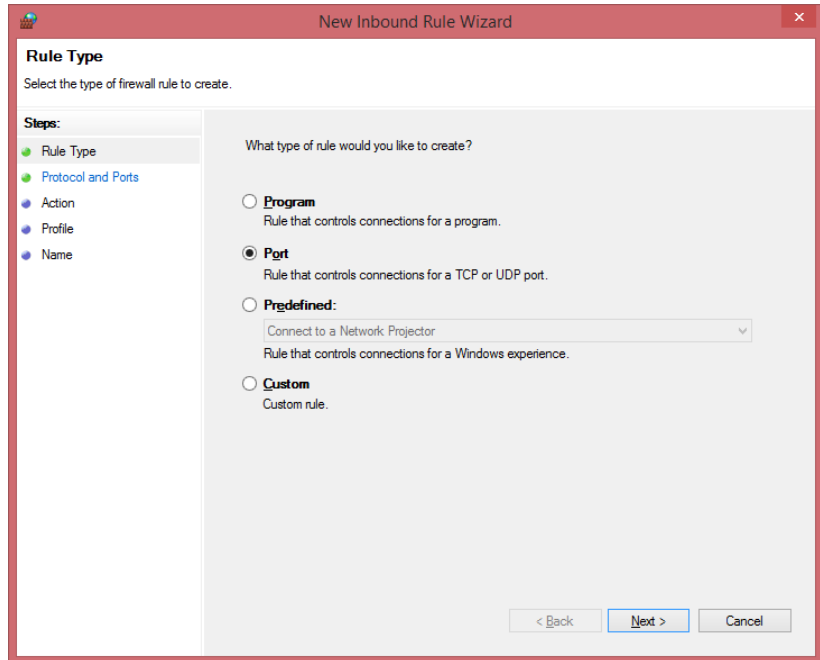 New Inbound Rule Wizard
Rule Type
Select the type of firewall rule to create.
Steps:
Rule Type
Protocol and Ports
Action
Profile
Name
What type of rule would you like to create?
Program
Rule that controls connections for a program.
Port
Rule that controls connections for a TCP or UDP port.
Predefined:
Connect to a Network Projector
Rule that controls connections for a Windows experience.
Custom
Custom rule.
< Back Next > Cancel